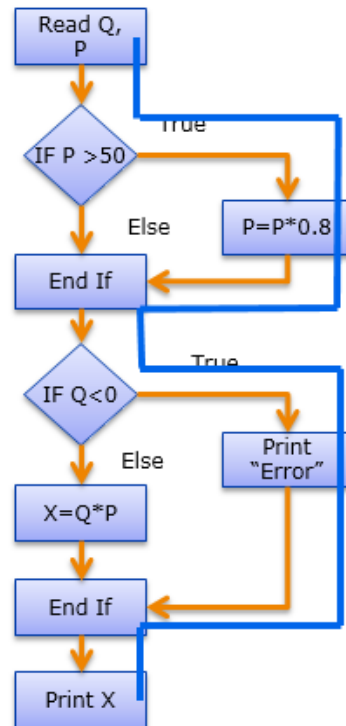 Read Q,
P
True
IF P >50
Else
P=P*0.8
End If
True
IF Q<0
Print
“Error”
Else
X=Q*P
End If
Print X